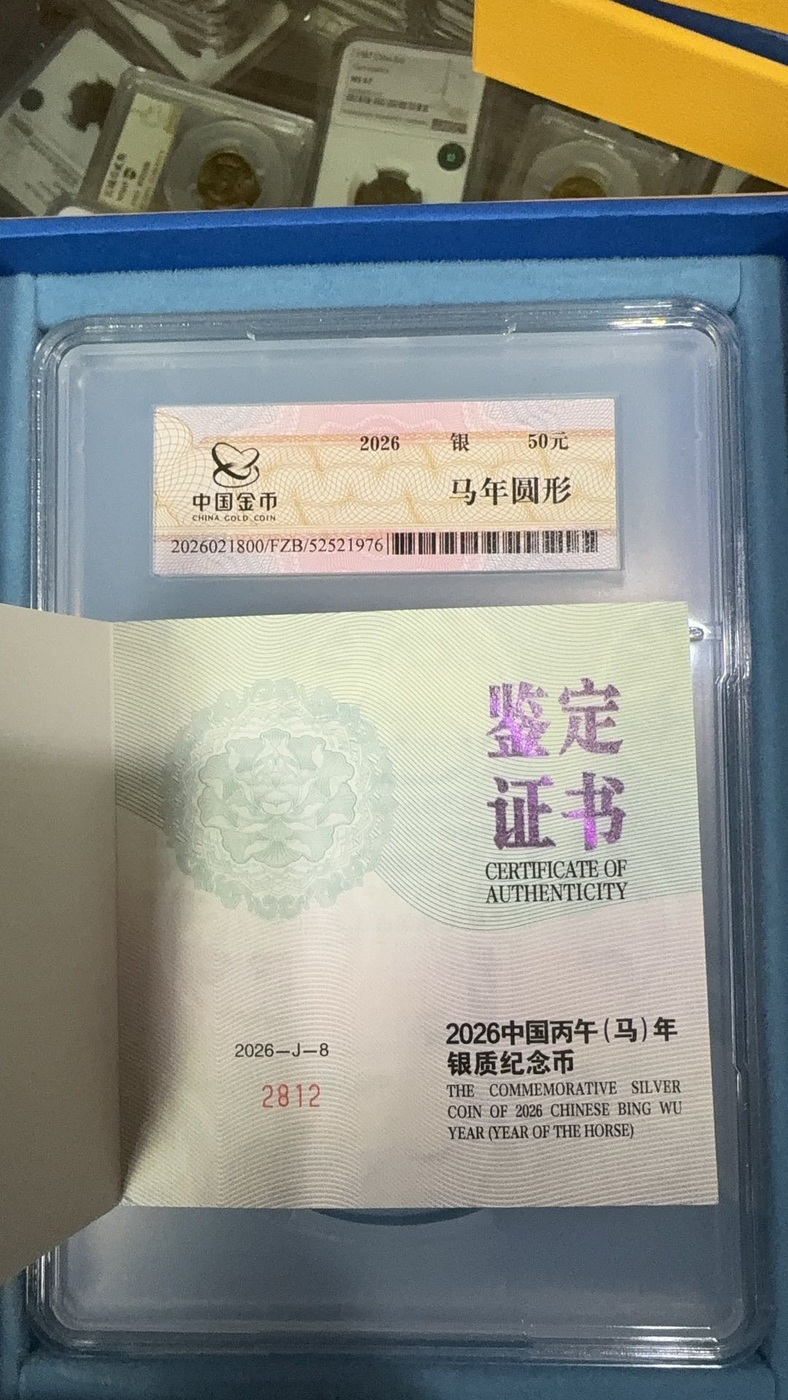 2026 银 50元
中国金币
CHINA GOLD COIN
马年圆形
2026021800/FZB/52521976
鉴定
证书
CERTIFICATE OF
AUTHENTICITY
2026—J—8
2812
2026中国丙午(马)年
银质纪念币
THE COMMEMORATIVE SILVER
COIN OF 2026 CHINESE BING WU
YEAR (YEAR OF THE HORSE)